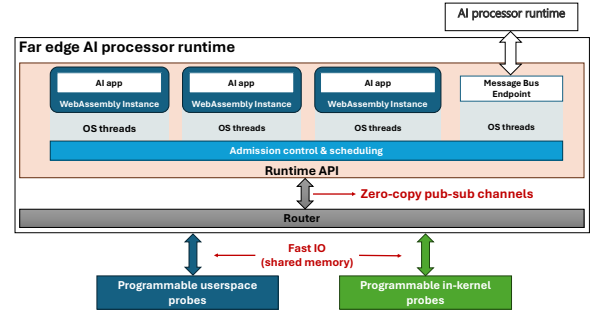 AI processor runtime
Far edge AI processor runtime
AI app
AI app
AI app
WebAssembly Instance
WebAssembly Instance
WebAssembly Instance
Message Bus
Endpoint
OS threads
OS threads
OS threads
OS threads
Admission control & scheduling
Runtime API
Zero-copy pub-sub channels
Router
Fast IO
(shared memory)
Programmable userspace
probes
Programmable in-kernel
probes